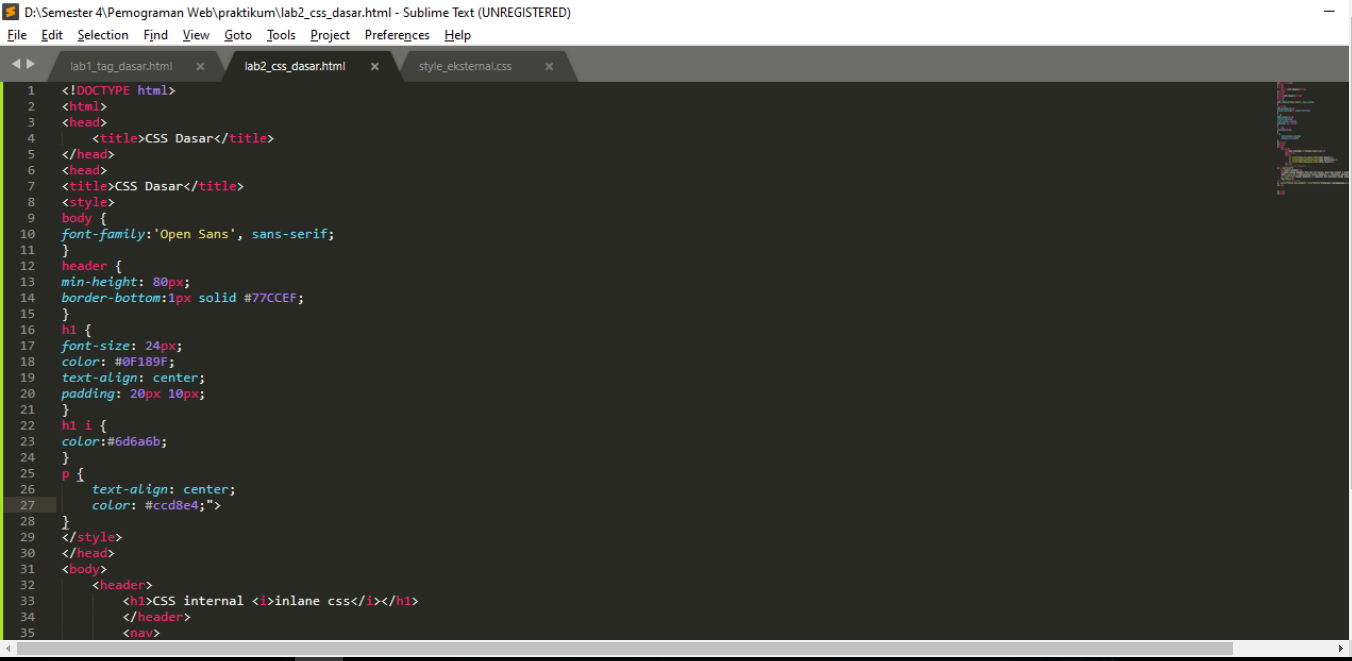 D:\Semester 4\Pemograman Web\praktikum\lab2_css_dasar.html - Sublime Text (UNREGISTERED)
File Edit Selection Find View Goto Tools Project Preferences Help
lab1_tag_dasar.html × lab2_css_dasar.html × style_eksternal.css ×
1 <!DOCTYPE html>
2 <html>
3 <head>
4 <title>CSS Dasar</title>
5 </head>
6 <head>
7 <title>CSS Dasar</title>
8 <style>
9 body {
10 font-family:'Open Sans', sans-serif;
11 }
12 header {
13 min-height: 80px;
14 border-bottom:1px solid #77CCEF;
15 }
16 h1 {
17 font-size: 24px;
18 color: #0F189F;
19 text-align: center;
20 padding: 20px 10px;
21 }
22 h1 i {
23 color:#6d6a6b;
24 }
25 p {
26 text-align: center;
27 color: #ccd8e4;">
28 }
29 </style>
30 </head>
31 <body>
32 <header>
33 <h1>CSS internal <i>inlane css</i></h1>
34 </header>
35 <nav>